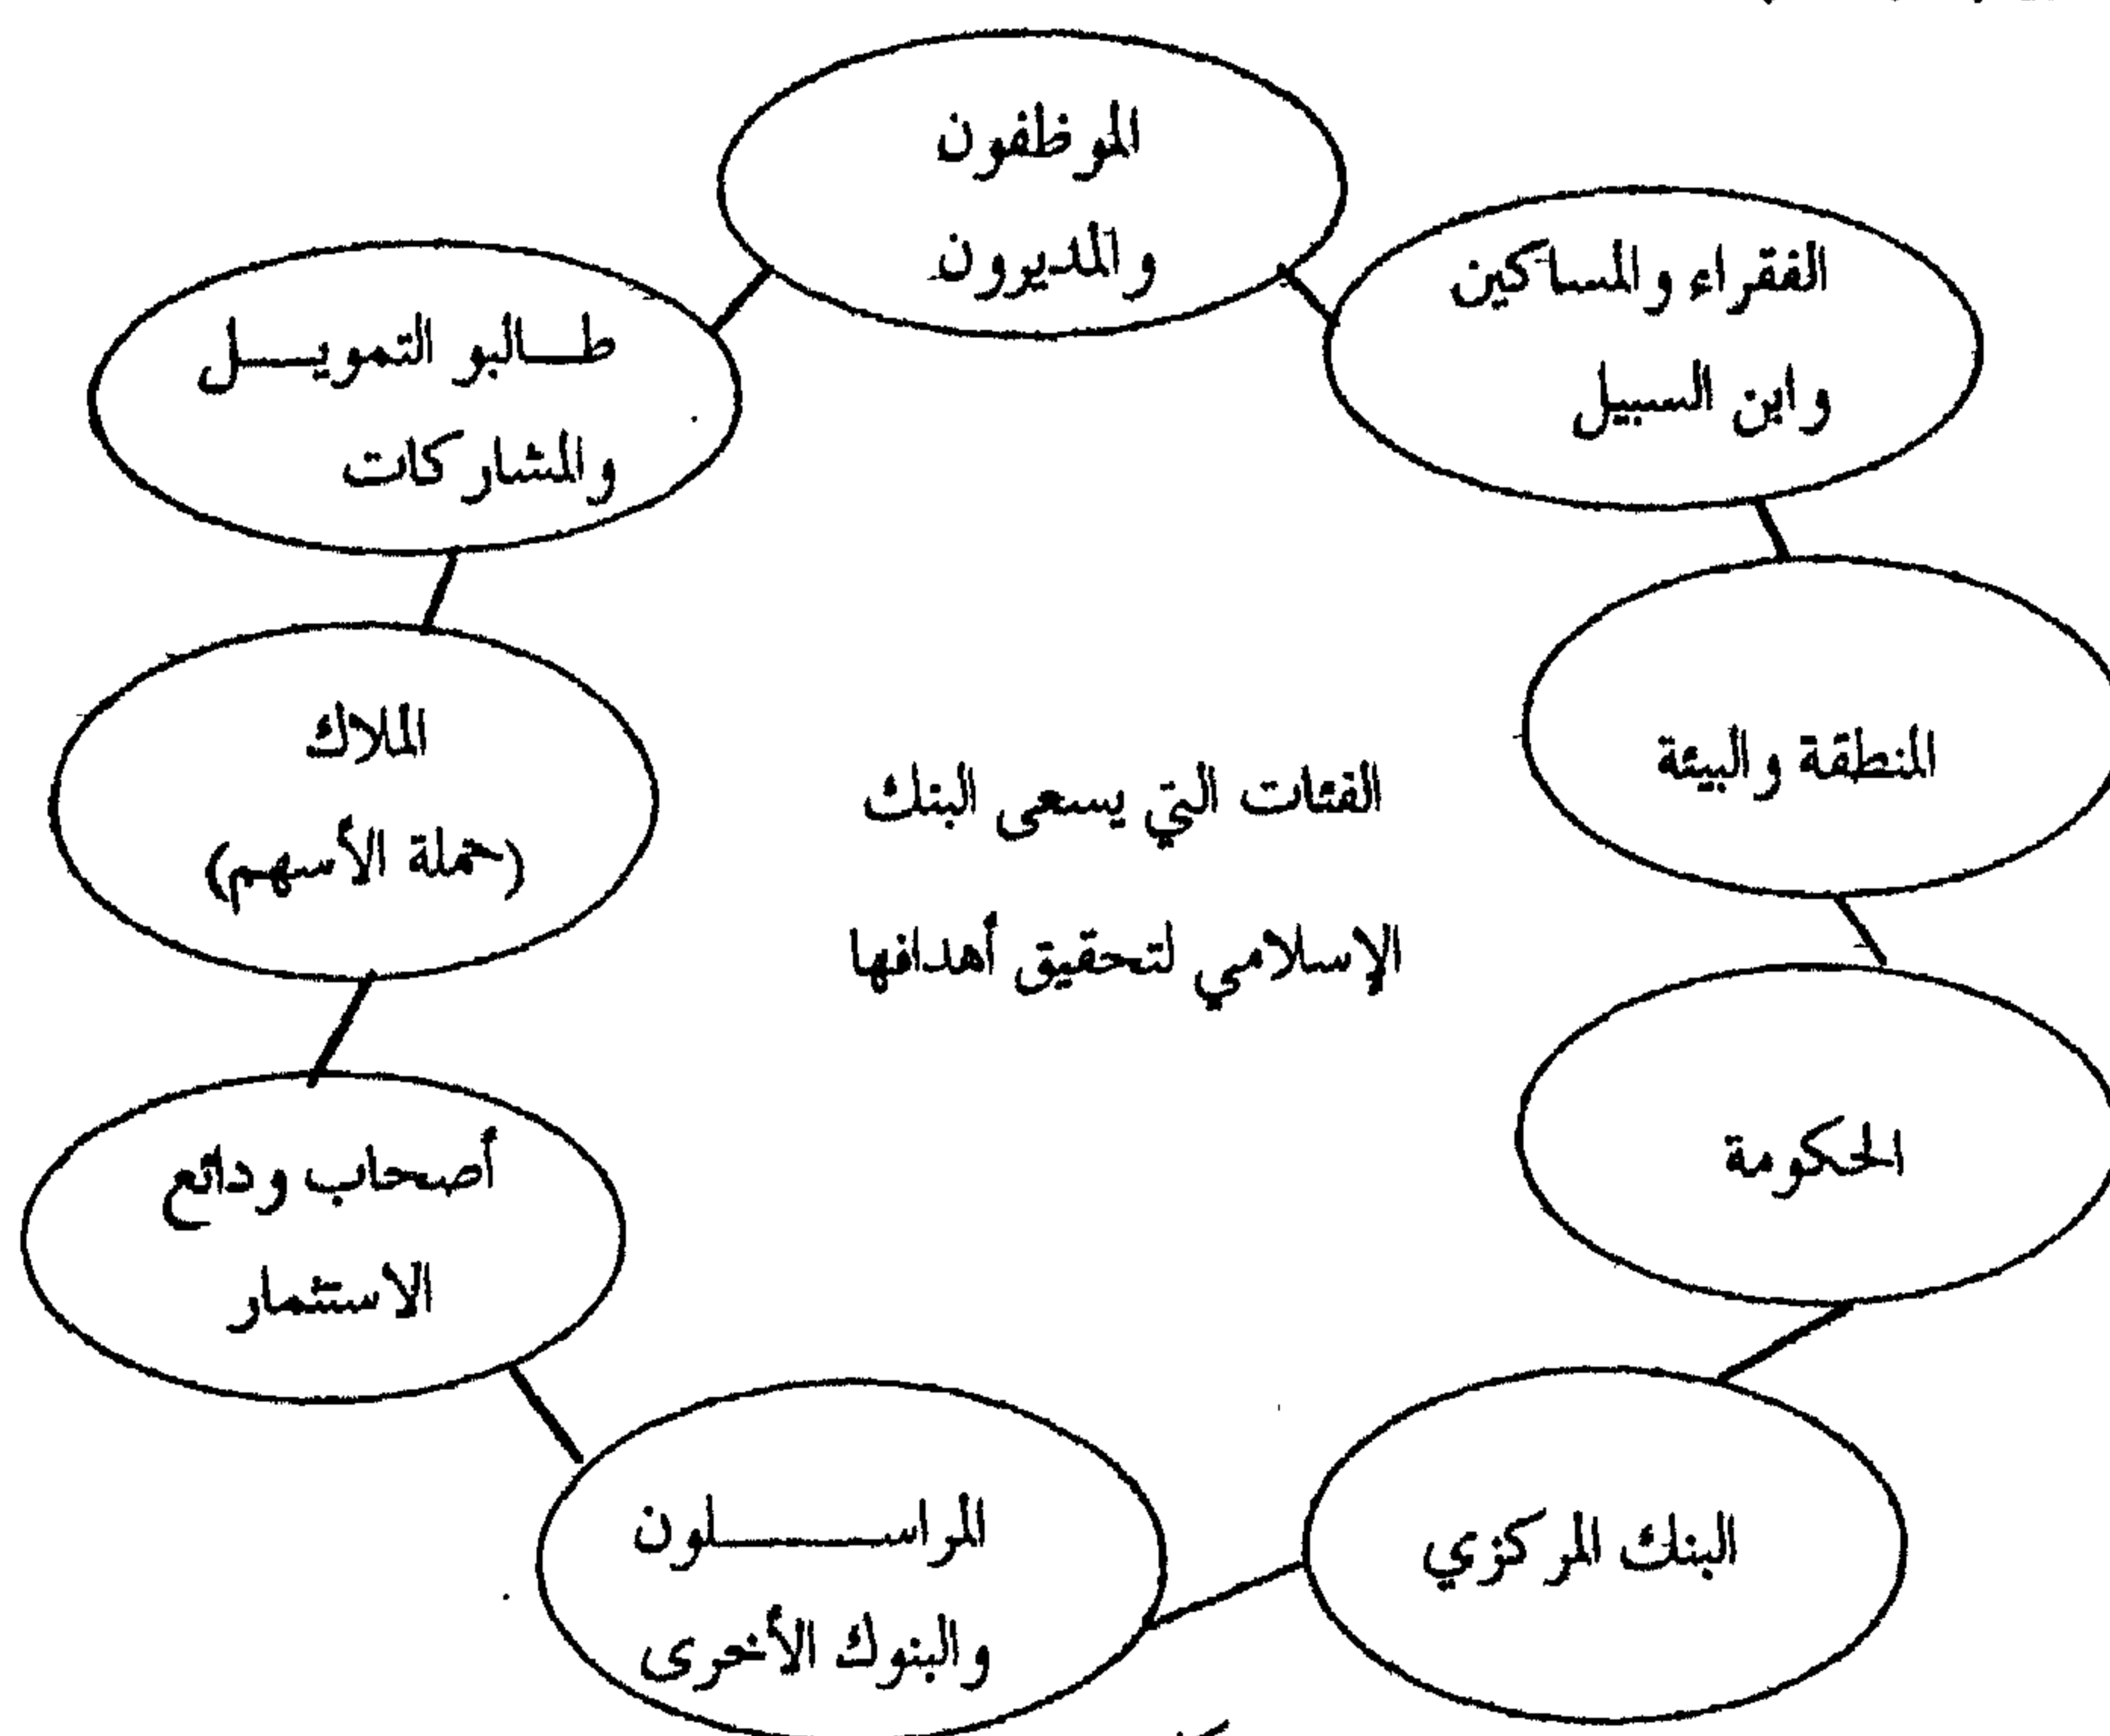 الموظفون
والمديرون
الفقراء والمساكين
وابن السبيل
طالبو التمويل
والمشاركات
المنطقة والبيئة
الملاك
(حملة الأسهم)
الفئات التي يسعى البنك
الإسلامي لتحقيق أهدافها
الحكومة
أصحاب ودائع
الاستثمار
البنك المركزي
المراسلون
والبنوك الأخرى